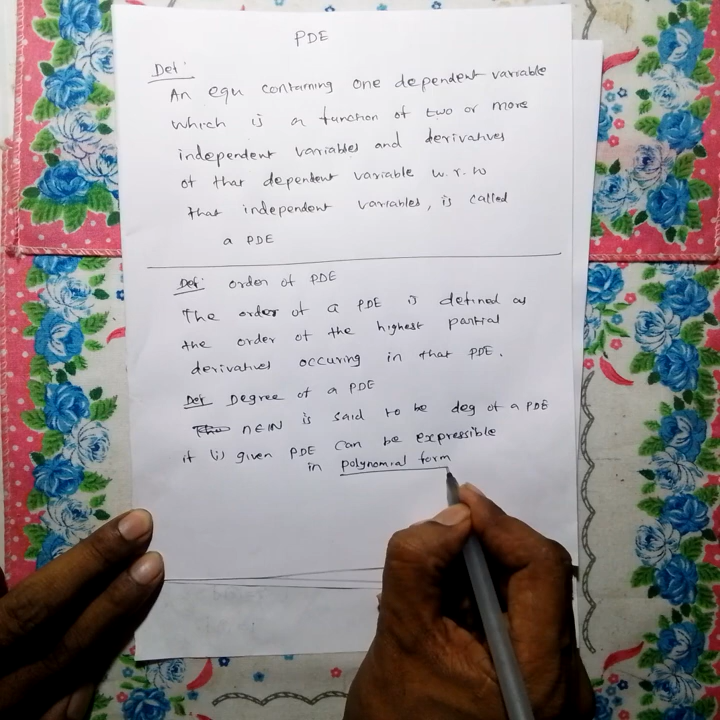 PDE
Def:
An equ containing one dependent variable
which is a function of two or more
independent variables and derivatives
of that dependent variable w.r.w
that independent variables, is called
a PDE
Def: order of PDE
The order of a PDE is defined as
the order of the highest partial
derivatives occuring in that PDE.
Def Degree of a PDE
n∈IN is said to be deg of a PDE
if (i) given PDE can be expressible
in polynomial form